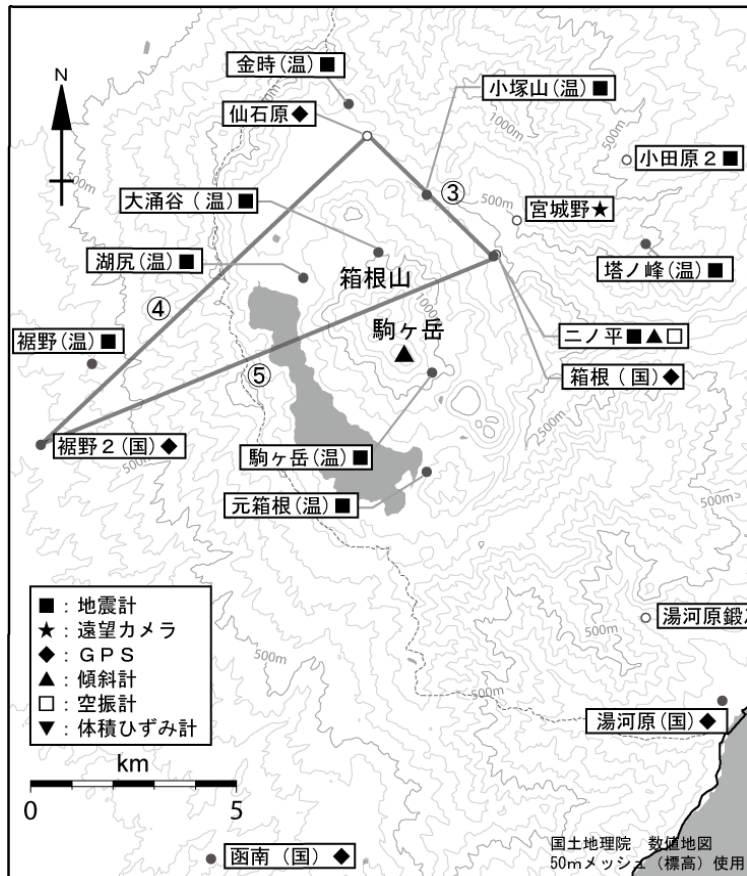 金時(温)■
小塚山(温)■
N
仙石原◆
1000m
500m
小田原２■
500m
③
500m
大涌谷(温)■
宮城野★
湖尻(温)■
塔ノ峰(温)■
箱根山
④
1000m
駒ヶ岳
二ノ平■▲□
裾野(温)■
⑤
箱根(国)◆
裾野２(国)◆
500m
駒ヶ岳(温)■
元箱根(温)■
500m
■：地震計
★：遠望カメラ
◆：ＧＰＳ
▲：傾斜計
□：空振計
▼：体積ひずみ計
湯河原鍛
500m
500m
湯河原(国)◆
km
0 5
函南(国)◆
国土地理院 数値地図
50mメッシュ(標高)使用